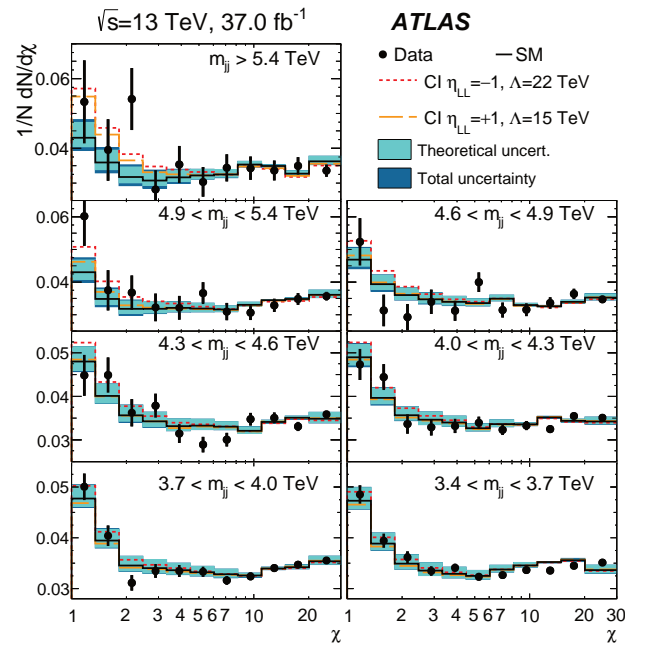 √s=13 TeV, 37.0 fb⁻¹
ATLAS
m_jj > 5.4 TeV
Data
SM
CI η_LL=−1, Λ=22 TeV
CI η_LL=+1, Λ=15 TeV
Theoretical uncert.
Total uncertainty
1/N dN/dχ
0.06
0.04
4.9 < m_jj < 5.4 TeV
4.6 < m_jj < 4.9 TeV
0.06
0.04
4.3 < m_jj < 4.6 TeV
4.0 < m_jj < 4.3 TeV
0.05
0.03
3.7 < m_jj < 4.0 TeV
3.4 < m_jj < 3.7 TeV
0.05
0.04
0.03
1 2 3 4 5 6 7 10 20
1 2 3 4 5 6 7 10 20 30
χ
χ